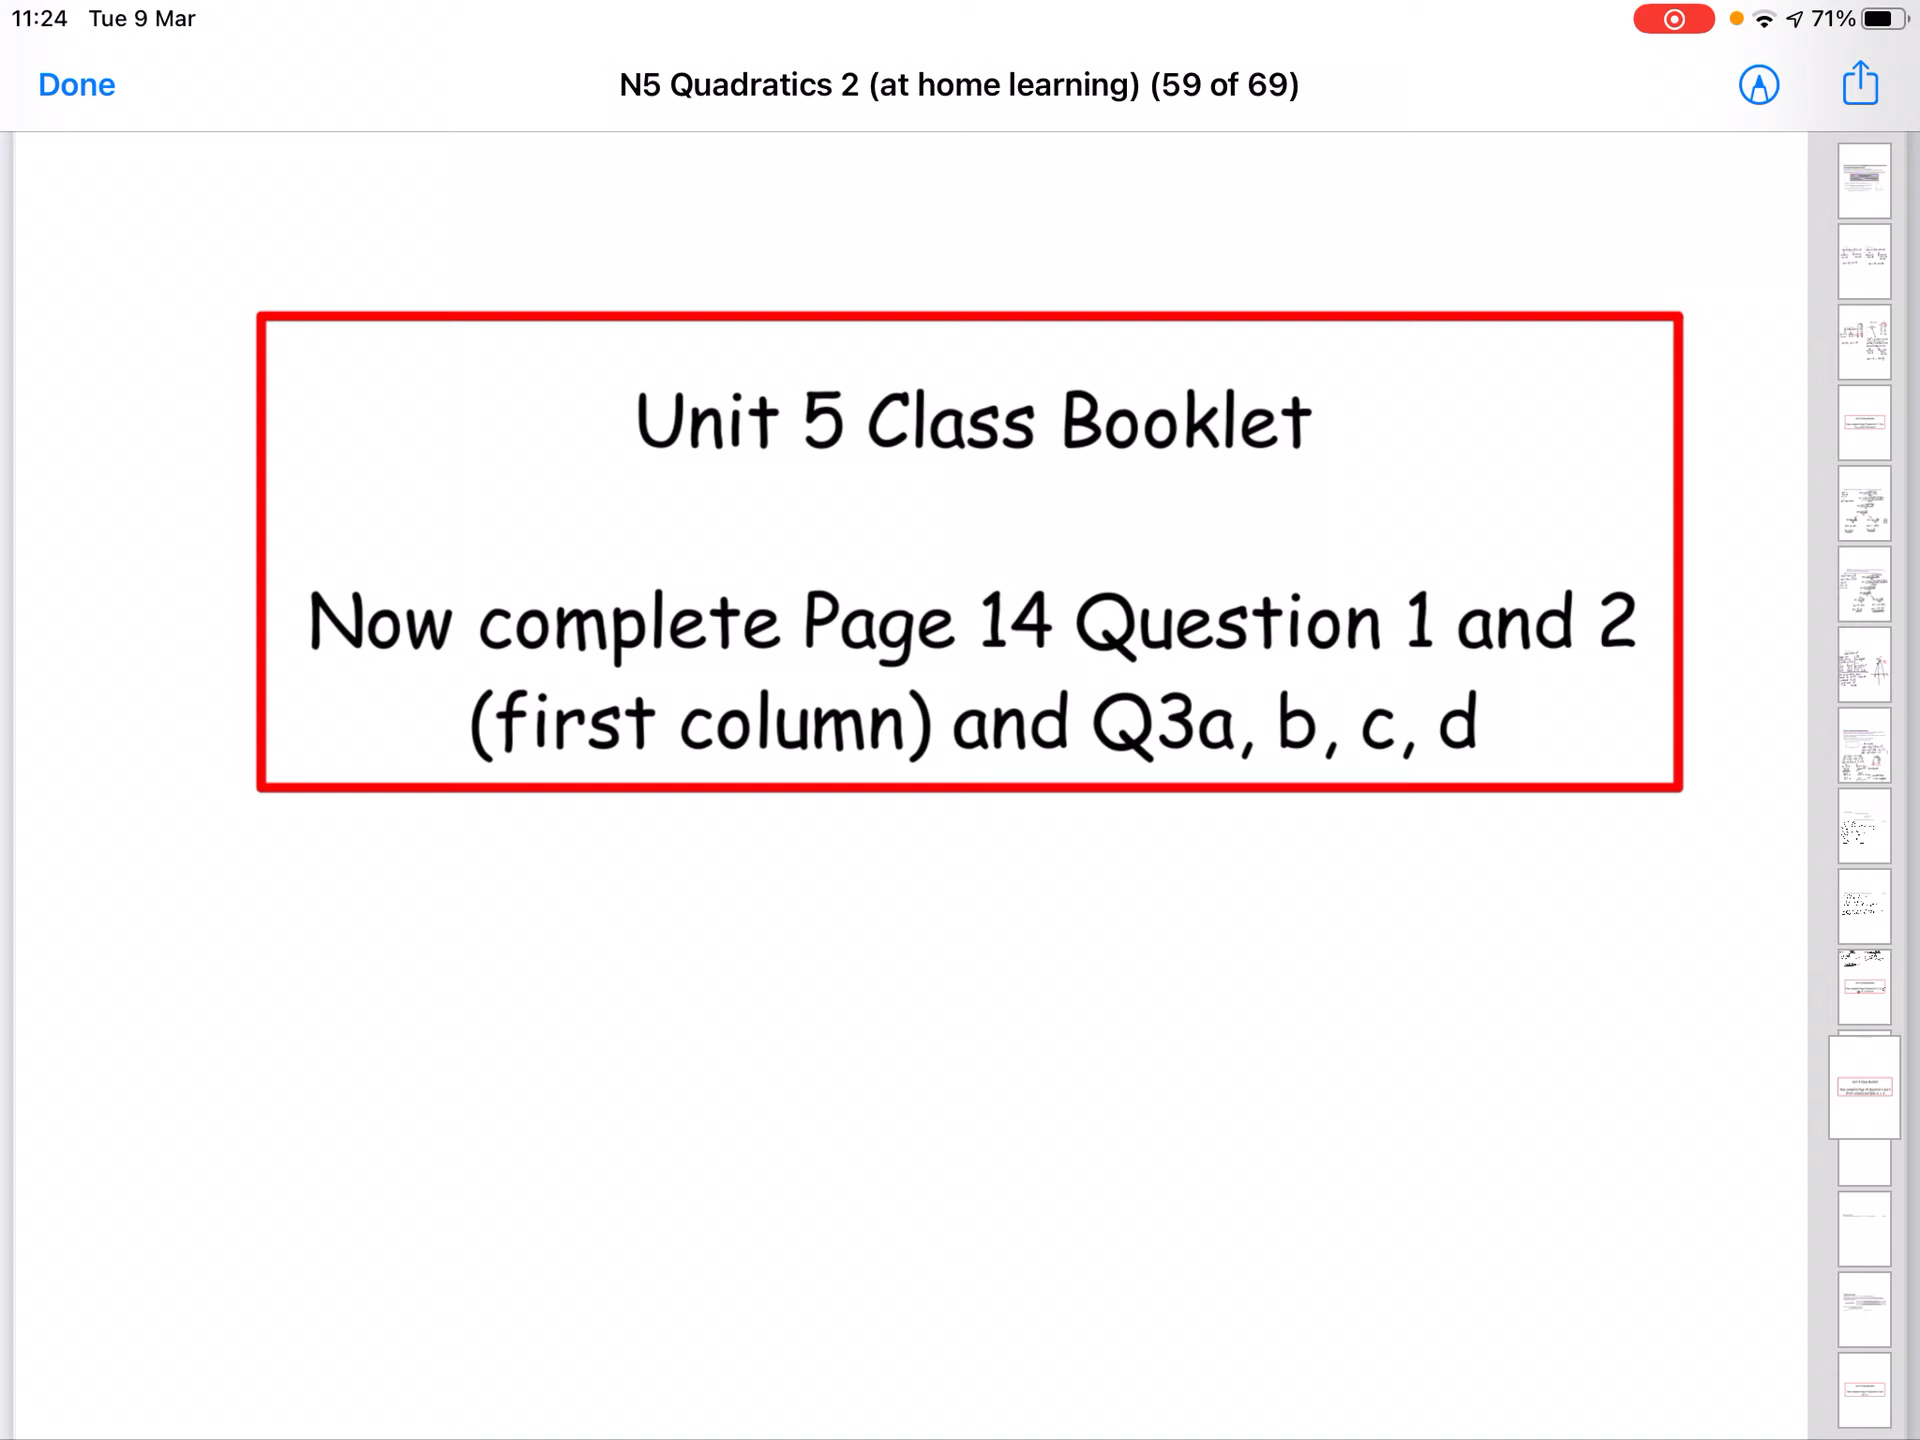 11:24 Tue 9 Mar
71%
Done
N5 Quadratics 2 (at home learning) (59 of 69)
Unit 5 Class Booklet
Now complete Page 14 Question 1 and 2
(first column) and Q3a, b, c, d